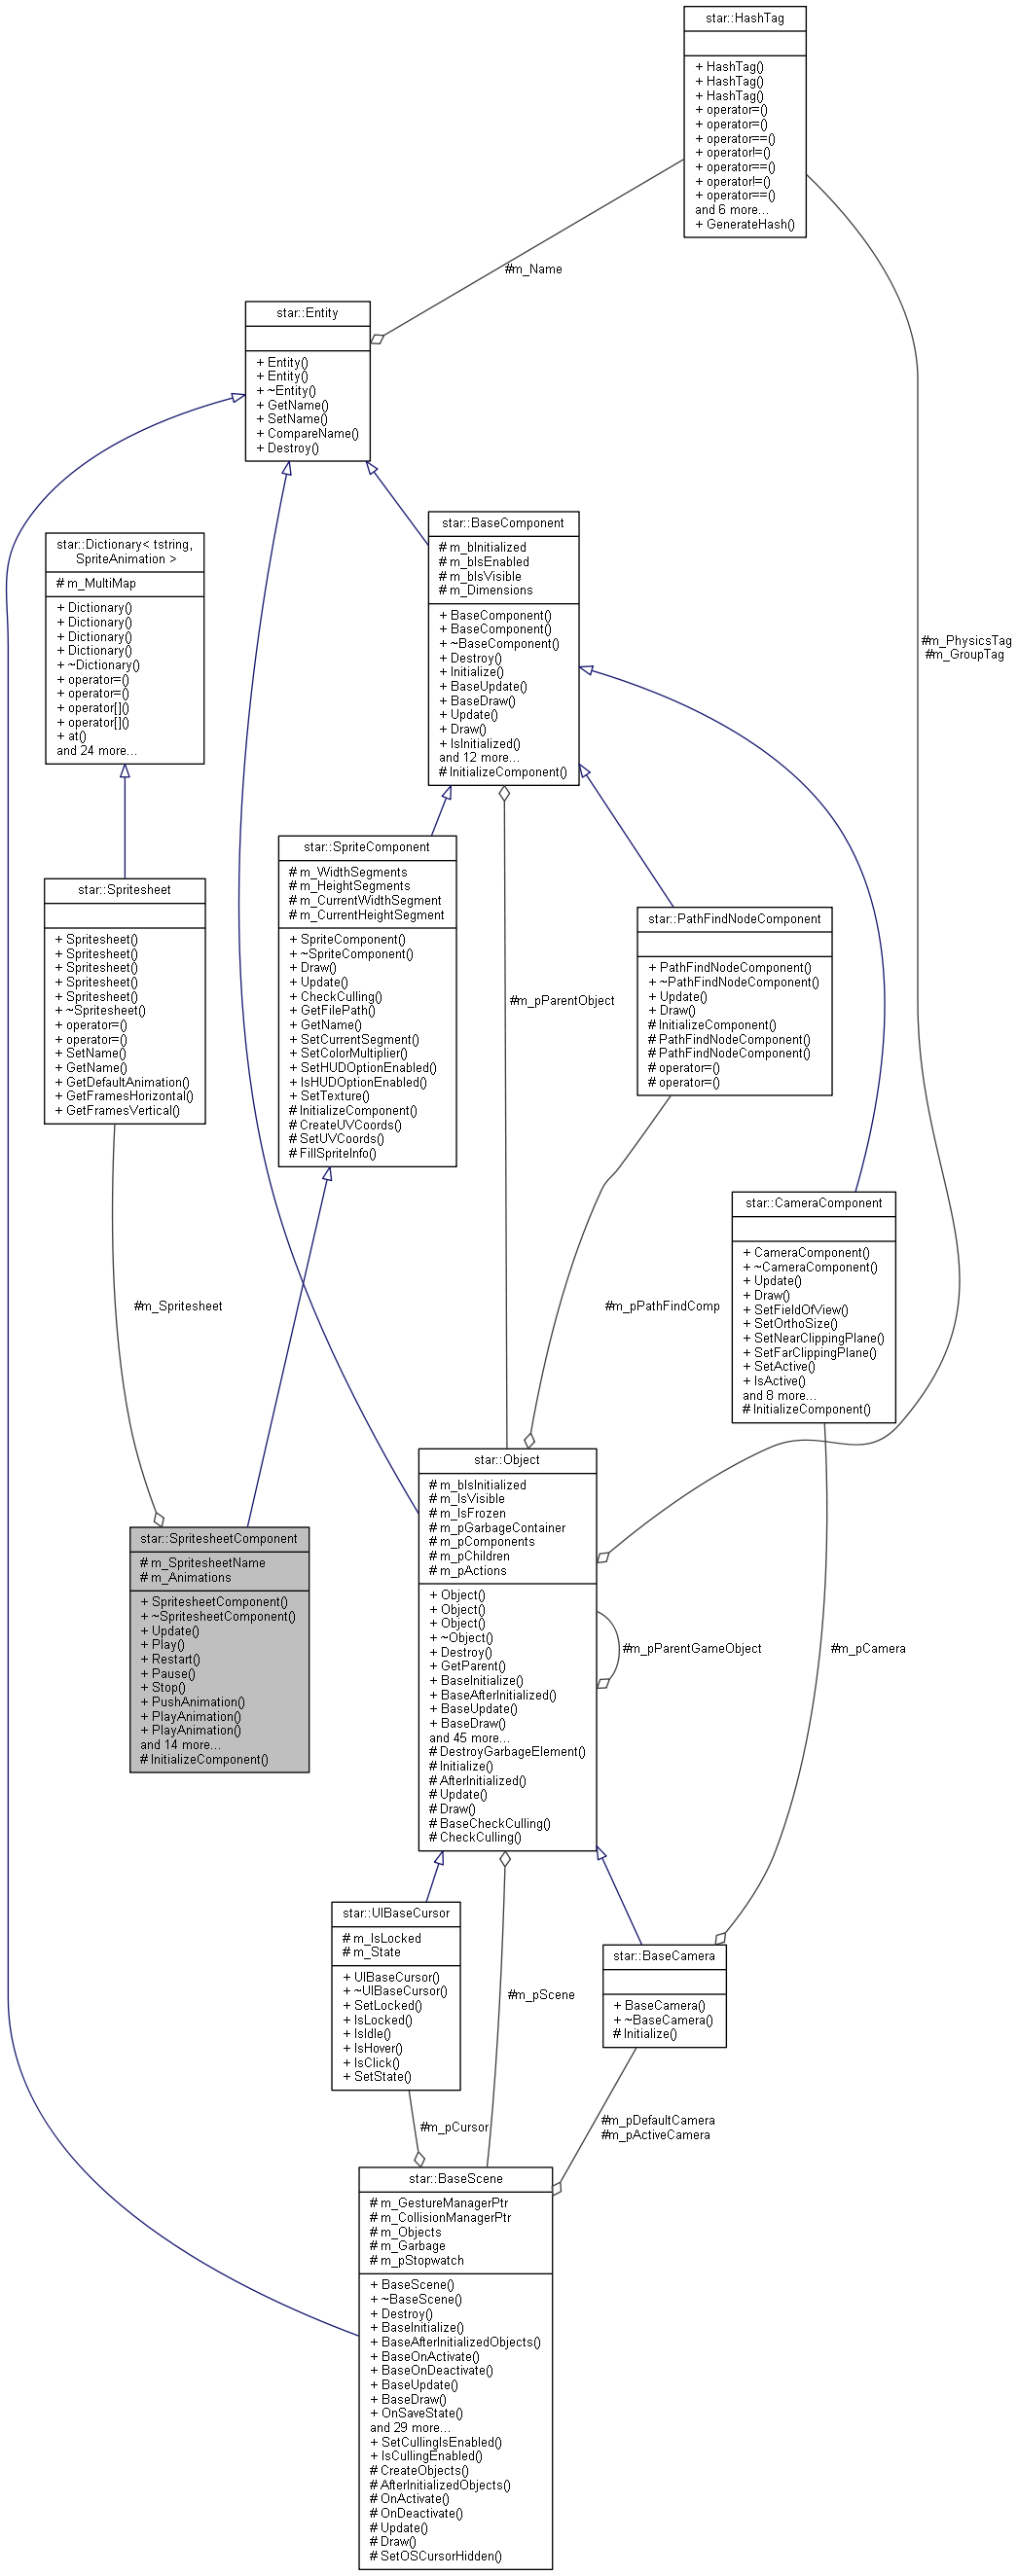 star::HashTag
+ HashTag()
+ HashTag()
+ HashTag()
+ operator=()
+ operator=()
+ operator==()
+ operator!=()
+ operator==()
+ operator!=()
+ operator==()
and 6 more...
+ GenerateHash()
#m_Name
star::Entity
+ Entity()
+ Entity()
+ ~Entity()
+ GetName()
+ SetName()
+ CompareName()
+ Destroy()
star::Dictionary< tstring,
SpriteAnimation >
# m_MultiMap
+ Dictionary()
+ Dictionary()
+ Dictionary()
+ Dictionary()
+ ~Dictionary()
+ operator=()
+ operator=()
+ operator[]()
+ operator[]()
+ at()
and 24 more...
star::BaseComponent
# m_bInitialized
# m_bIsEnabled
# m_bIsVisible
# m_Dimensions
+ BaseComponent()
+ BaseComponent()
+ ~BaseComponent()
+ Destroy()
+ Initialize()
+ BaseUpdate()
+ BaseDraw()
+ Update()
+ Draw()
+ IsInitialized()
and 12 more...
# InitializeComponent()
#m_PhysicsTag
#m_GroupTag
star::Spritesheet
+ Spritesheet()
+ Spritesheet()
+ Spritesheet()
+ Spritesheet()
+ Spritesheet()
+ ~Spritesheet()
+ operator=()
+ operator=()
+ SetName()
+ GetName()
+ GetDefaultAnimation()
+ GetFramesHorizontal()
+ GetFramesVertical()
star::SpriteComponent
# m_WidthSegments
# m_HeightSegments
# m_CurrentWidthSegment
# m_CurrentHeightSegment
+ SpriteComponent()
+ ~SpriteComponent()
+ Draw()
+ Update()
+ CheckCulling()
+ GetFilePath()
+ GetName()
+ SetCurrentSegment()
+ SetColorMultiplier()
+ SetHUDOptionEnabled()
+ IsHUDOptionEnabled()
+ SetTexture()
# InitializeComponent()
# CreateUVCoords()
# SetUVCoords()
# FillSpriteInfo()
#m_pParentObject
star::PathFindNodeComponent
+ PathFindNodeComponent()
+ ~PathFindNodeComponent()
+ Update()
+ Draw()
# InitializeComponent()
# PathFindNodeComponent()
# PathFindNodeComponent()
# operator=()
# operator=()
star::CameraComponent
+ CameraComponent()
+ ~CameraComponent()
+ Update()
+ Draw()
+ SetFieldOfView()
+ SetOrthoSize()
+ SetNearClippingPlane()
+ SetFarClippingPlane()
+ SetActive()
+ IsActive()
and 8 more...
# InitializeComponent()
#m_Spritesheet
#m_pPathFindComp
star::SpritesheetComponent
# m_SpritesheetName
# m_Animations
+ SpritesheetComponent()
+ ~SpritesheetComponent()
+ Update()
+ Play()
+ Restart()
+ Pause()
+ Stop()
+ PushAnimation()
+ PlayAnimation()
+ PlayAnimation()
and 14 more...
# InitializeComponent()
star::Object
# m_bIsInitialized
# m_IsVisible
# m_IsFrozen
# m_pGarbageContainer
# m_pComponents
# m_pChildren
# m_pActions
+ Object()
+ Object()
+ Object()
+ ~Object()
+ Destroy()
+ GetParent()
+ BaseInitialize()
+ BaseAfterInitialized()
+ BaseUpdate()
+ BaseDraw()
and 45 more...
# DestroyGarbageElement()
# Initialize()
# AfterInitialized()
# Update()
# Draw()
# BaseCheckCulling()
# CheckCulling()
#m_pParentGameObject
#m_pCamera
star::UIBaseCursor
# m_IsLocked
# m_State
+ UIBaseCursor()
+ ~UIBaseCursor()
+ SetLocked()
+ IsLocked()
+ IsIdle()
+ IsHover()
+ IsClick()
+ SetState()
#m_pScene
star::BaseCamera
+ BaseCamera()
+ ~BaseCamera()
# Initialize()
#m_pCursor
#m_pDefaultCamera
#m_pActiveCamera
star::BaseScene
# m_GestureManagerPtr
# m_CollisionManagerPtr
# m_Objects
# m_Garbage
# m_pStopwatch
+ BaseScene()
+ ~BaseScene()
+ Destroy()
+ BaseInitialize()
+ BaseAfterInitializedObjects()
+ BaseOnActivate()
+ BaseOnDeactivate()
+ BaseUpdate()
+ BaseDraw()
+ OnSaveState()
and 29 more...
+ SetCullingIsEnabled()
+ IsCullingEnabled()
# CreateObjects()
# AfterInitializedObjects()
# OnActivate()
# OnDeactivate()
# Update()
# Draw()
# SetOSCursorHidden()